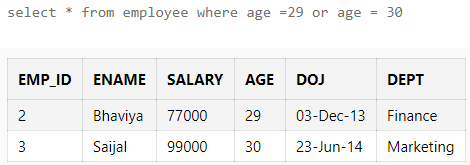 select * from employee where age =29 or age = 30
EMP_ID ENAME SALARY AGE DOJ DEPT
2 Bhaviya 77000 29 03-Dec-13 Finance
3 Saijal 99000 30 23-Jun-14 Marketing